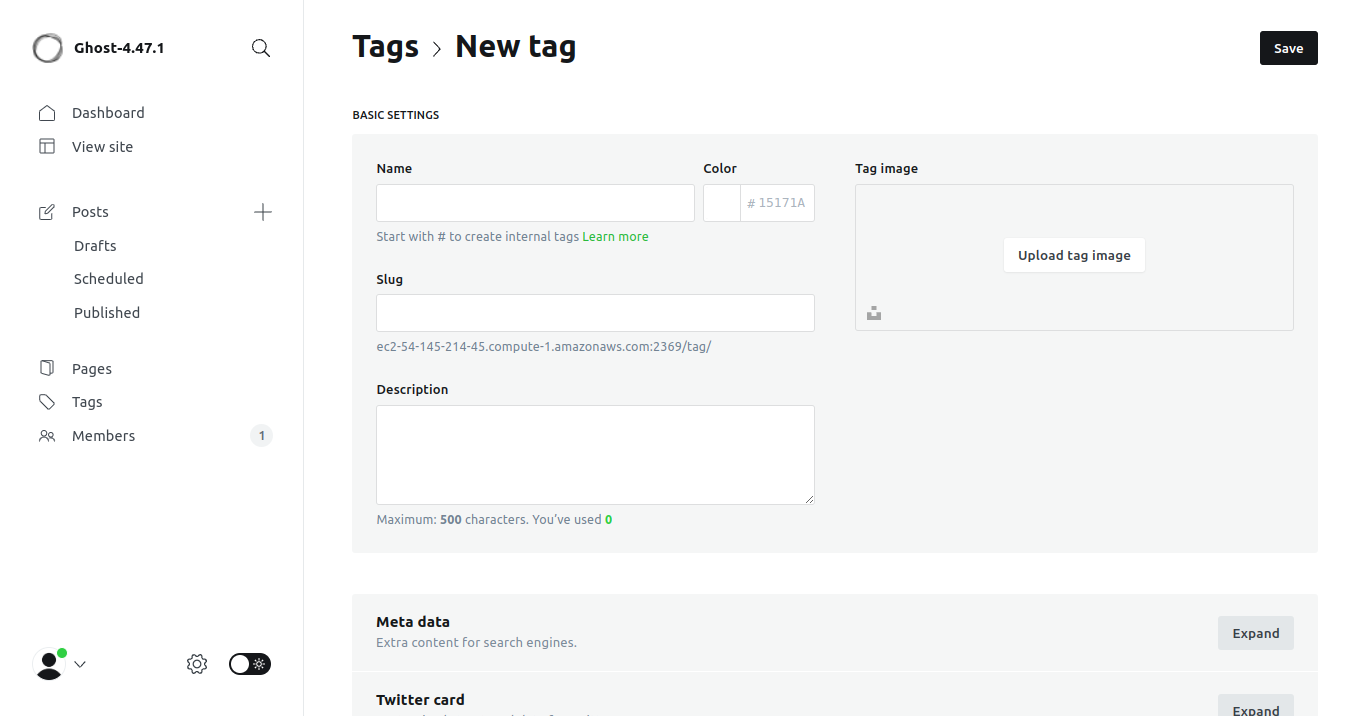 Ghost-4.47.1
Dashboard
View site
Posts
Drafts
Scheduled
Published
Pages
Tags
Members 1
Tags > New tag
Save
BASIC SETTINGS
Name
Color
# 15171A
Start with # to create internal tags Learn more
Slug
ec2-54-145-214-45.compute-1.amazonaws.com:2369/tag/
Description
Maximum: 500 characters. You've used 0
Tag image
Upload tag image
Meta data
Extra content for search engines.
Expand
Twitter card
Expand